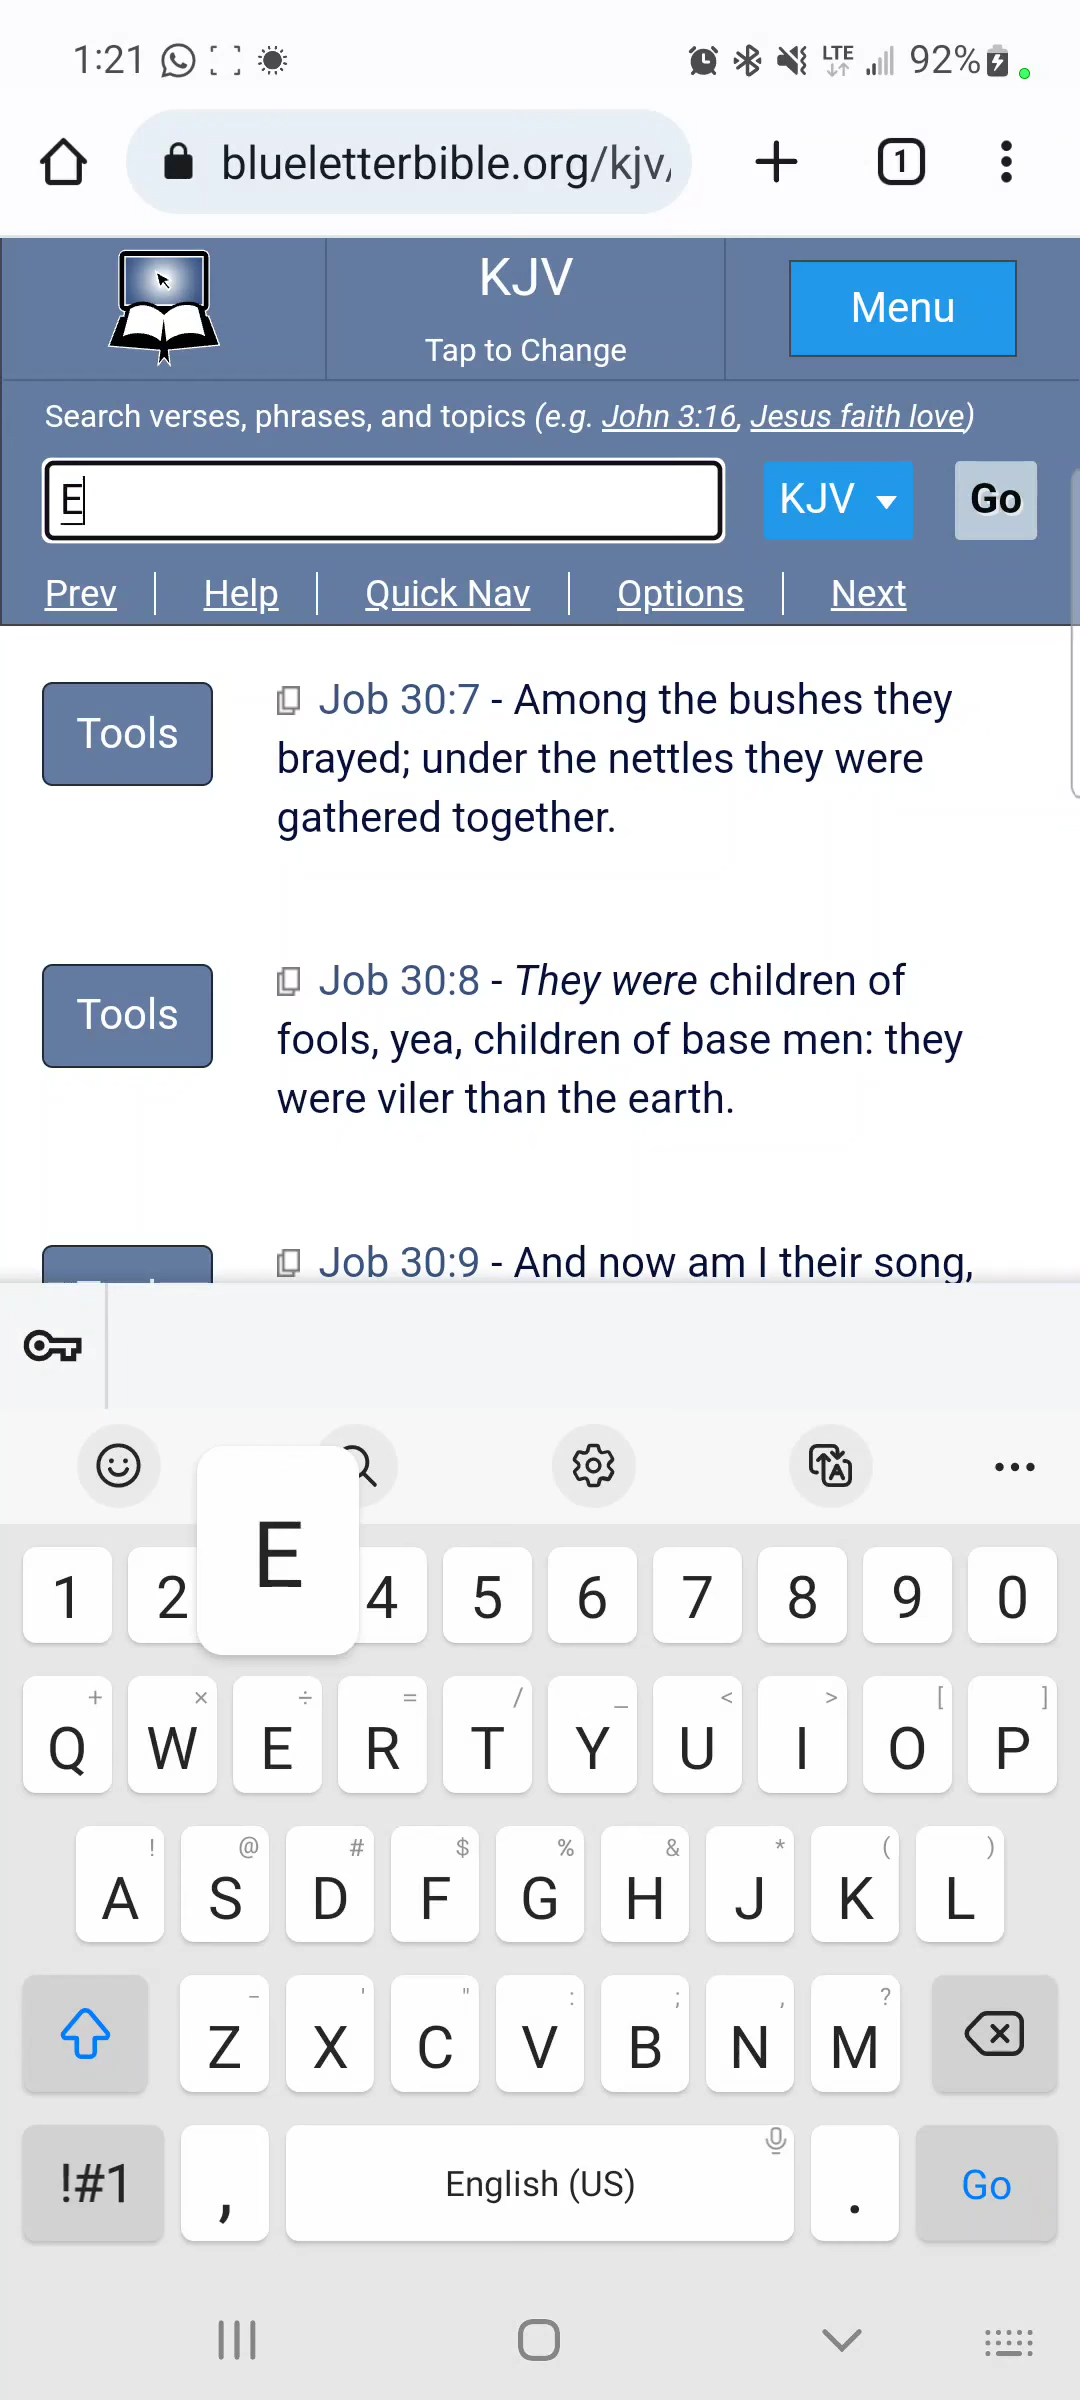 1:21 LTE 92%
blueletterbible.org/kjv/ 1
KJV
Tap to Change
Menu
Search verses, phrases, and topics (e.g. John 3:16, Jesus faith love)
E KJV Go
Prev Help Quick Nav Options Next
Tools
Job 30:7 - Among the bushes they
brayed; under the nettles they were
gathered together.
Tools
Job 30:8 - They were children of
fools, yea, children of base men: they
were viler than the earth.
Job 30:9 - And now am I their song,
E
1 2 4 5 6 7 8 9 0
+ × ÷ = / _ < > [ ]
Q W E R T Y U I O P
! @ # $ % & * ( )
A S D F G H J K L
- ' " : ; , ?
Z X C V B N M
!#1 , English (US) . Go